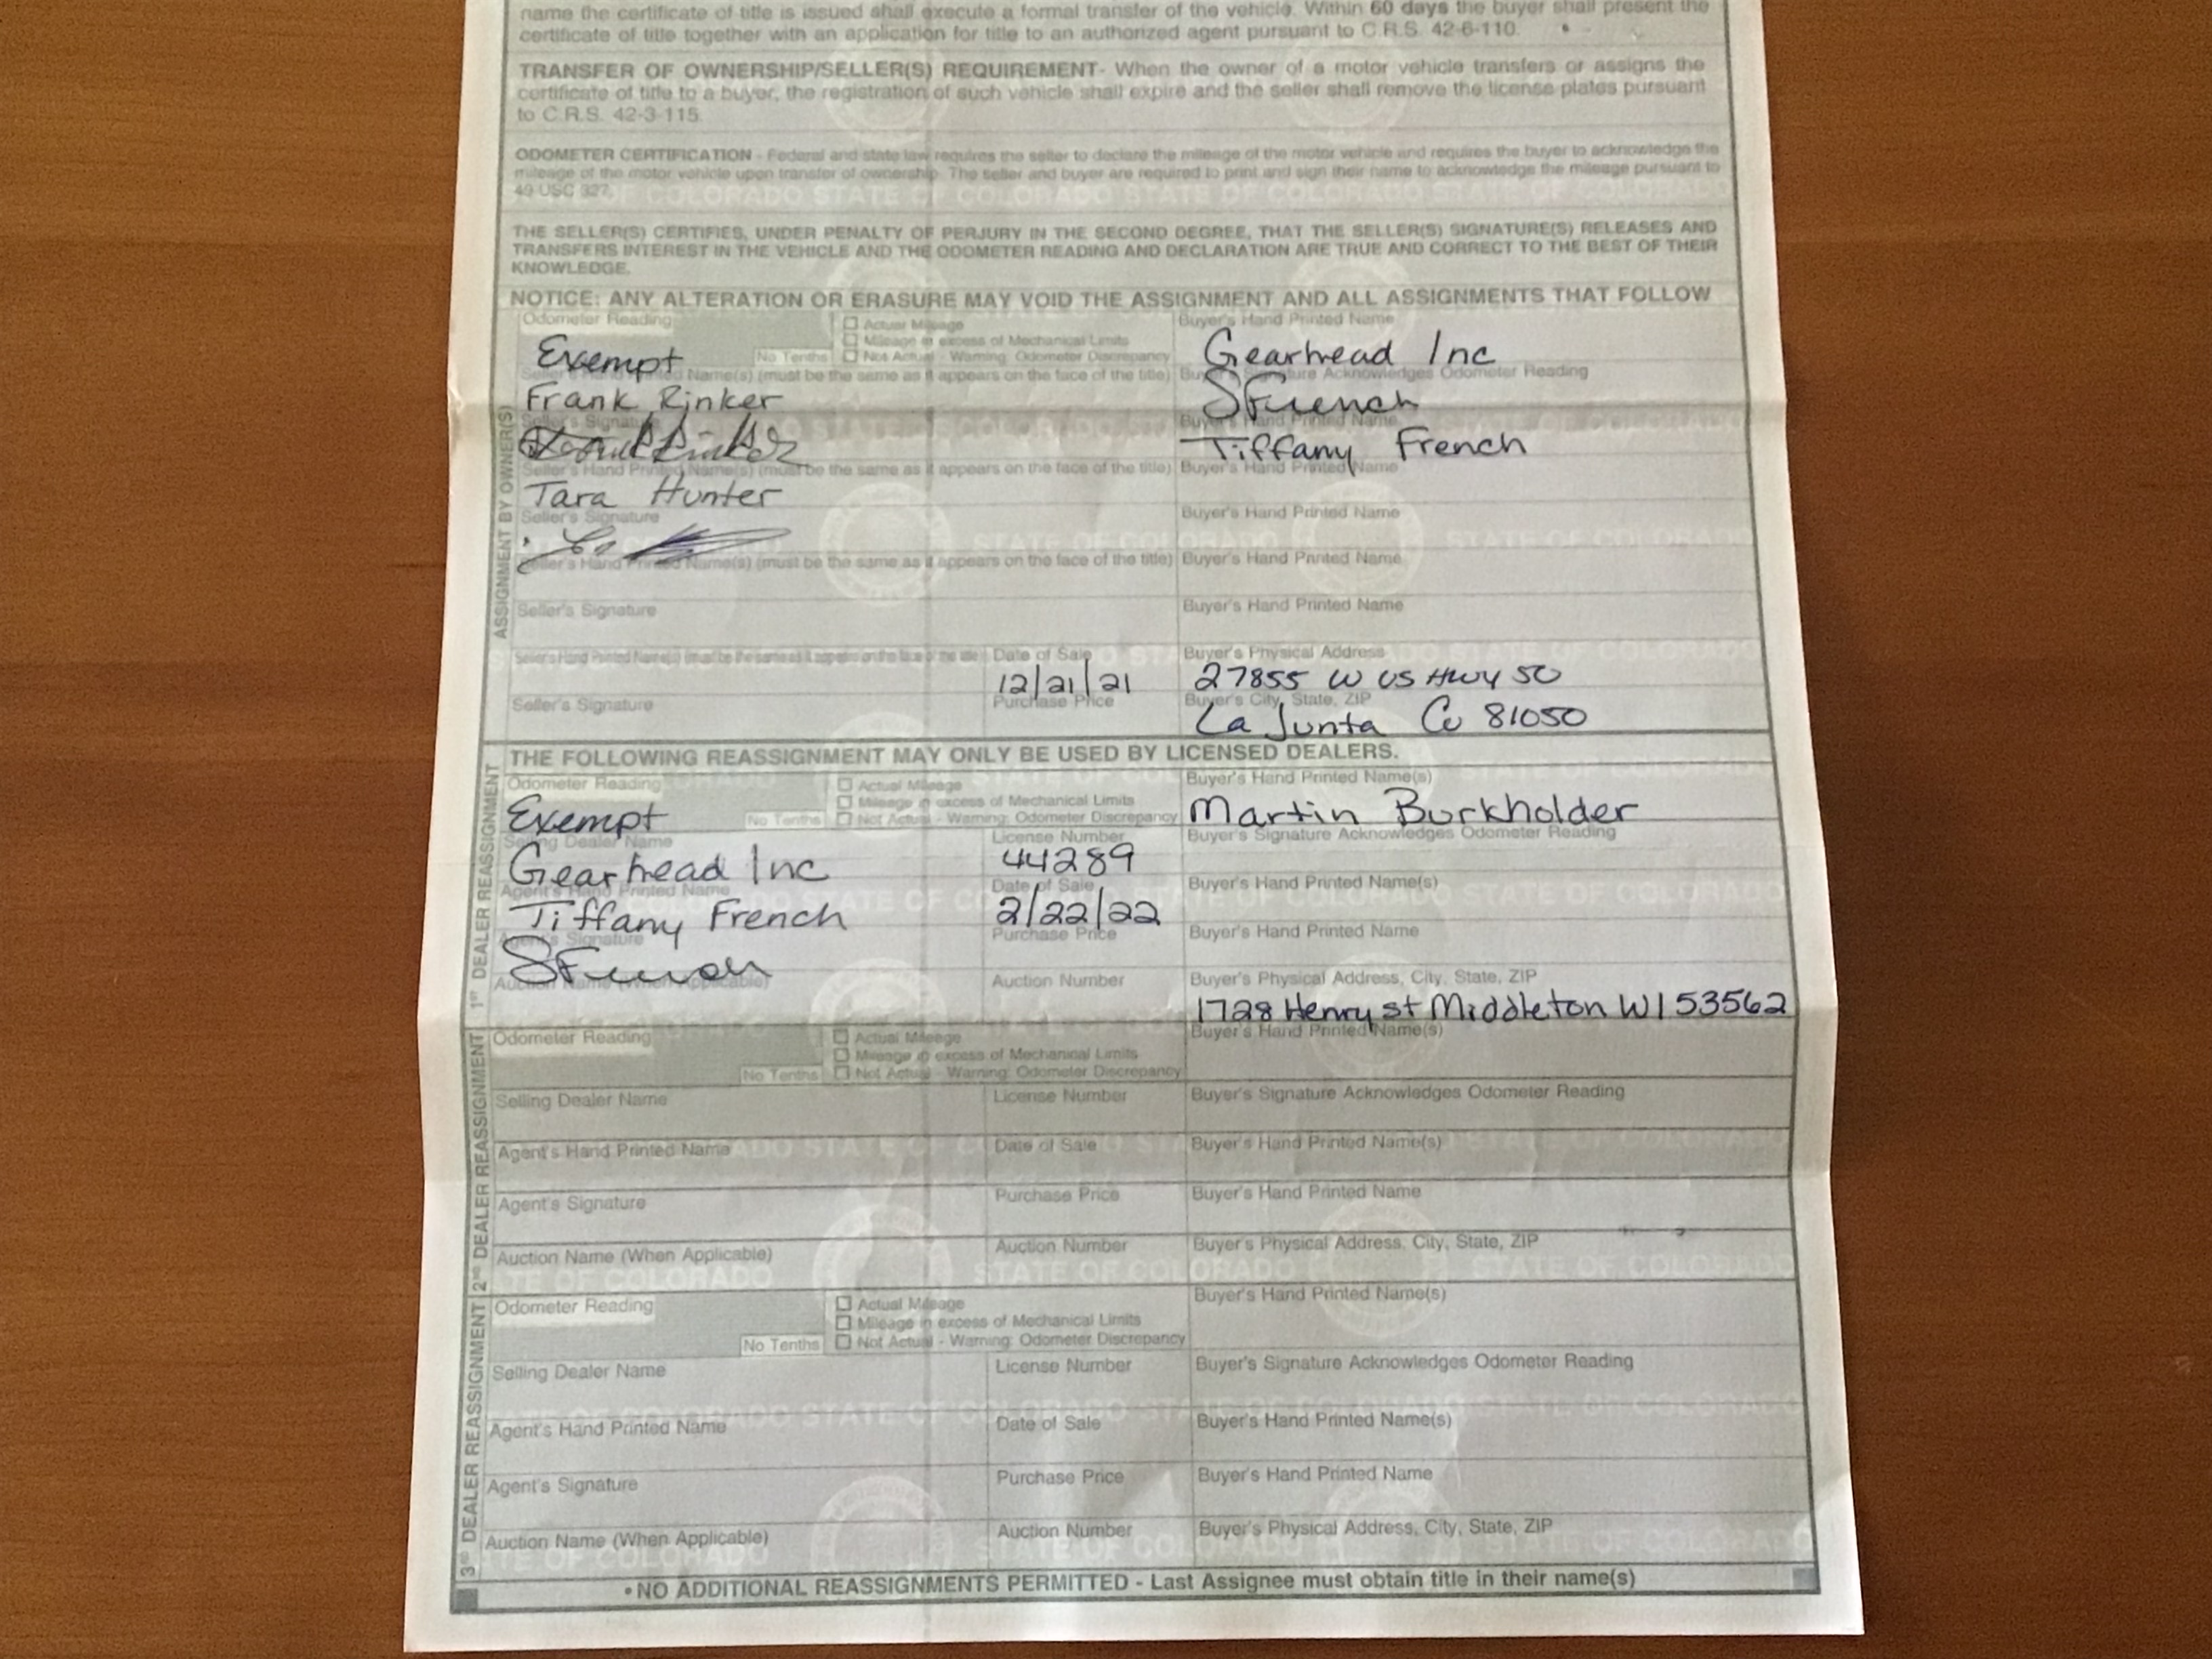 name the certificate of title is issued shall execute a formal transfer of the vehicle. Within 60 days the buyer shall present the
certificate of title together with an application for title to an authorized agent pursuant to C.R.S. 42-6-110.
TRANSFER OF OWNERSHIP/SELLER(S) REQUIREMENT- When the owner of a motor vehicle transfers or assigns the
certificate of title to a buyer, the registration of such vehicle shall expire and the seller shall remove the license plates pursuant
to C.R.S. 42-3-115.
ODOMETER CERTIFICATION - Federal and state law requires the seller to declare the mileage of the motor vehicle and requires the buyer to acknowledge the
mileage of the motor vehicle upon transfer of ownership. The seller and buyer are required to print and sign their name to acknowledge the mileage pursuant to
49 USC 327.
THE SELLER(S) CERTIFIES, UNDER PENALTY OF PERJURY IN THE SECOND DEGREE, THAT THE SELLER(S) SIGNATURE(S) RELEASES AND
TRANSFERS INTEREST IN THE VEHICLE AND THE ODOMETER READING AND DECLARATION ARE TRUE AND CORRECT TO THE BEST OF THEIR
KNOWLEDGE.
NOTICE: ANY ALTERATION OR ERASURE MAY VOID THE ASSIGNMENT AND ALL ASSIGNMENTS THAT FOLLOW
ASSIGNMENT BY OWNER(S)
Odometer Reading
Exempt
No Tenths
Actual Mileage
Mileage in excess of Mechanical Limits
Not Actual - Warning: Odometer Discrepancy
Buyer's Hand Printed Name
Gearhead Inc
Seller's Hand Printed Name(s) (must be the same as it appears on the face of the title)
Frank Rinker
Buyer's Signature Acknowledges Odometer Reading
SFrench
Seller's Signature
Frank Rinker
Buyer's Hand Printed Name
Tiffany French
Seller's Hand Printed Name(s) (must be the same as it appears on the face of the title)
Tara Hunter
Buyer's Hand Printed Name
Seller's Signature
Buyer's Hand Printed Name
Seller's Hand Printed Name(s) (must be the same as it appears on the face of the title)
Buyer's Hand Printed Name
Seller's Signature
Buyer's Hand Printed Name
Seller's Hand Printed Name(s) (must be the same as it appears on the face of the title)
Date of Sale
12/21/21
Buyer's Physical Address
27855 W US HWY 50
Seller's Signature
Purchase Price
Buyer's City, State, ZIP
La Junta Co 81050
THE FOLLOWING REASSIGNMENT MAY ONLY BE USED BY LICENSED DEALERS.
1ST DEALER REASSIGNMENT
Odometer Reading
Exempt
No Tenths
Actual Mileage
Mileage in excess of Mechanical Limits
Not Actual - Warning: Odometer Discrepancy
Buyer's Hand Printed Name(s)
Martin Burkholder
Selling Dealer Name
Gearhead Inc
License Number
44289
Buyer's Signature Acknowledges Odometer Reading
Agent's Hand Printed Name
Tiffany French
Date of Sale
2/22/22
Buyer's Hand Printed Name(s)
Agent's Signature
SFrench
Purchase Price
Buyer's Hand Printed Name
Auction Name (When Applicable)
Auction Number
Buyer's Physical Address, City, State, ZIP
1728 Henry st Middleton WI 53562
2ND DEALER REASSIGNMENT
Odometer Reading
No Tenths
Actual Mileage
Mileage in excess of Mechanical Limits
Not Actual - Warning: Odometer Discrepancy
Buyer's Hand Printed Name(s)
Selling Dealer Name
License Number
Buyer's Signature Acknowledges Odometer Reading
Agent's Hand Printed Name
Date of Sale
Buyer's Hand Printed Name(s)
Agent's Signature
Purchase Price
Buyer's Hand Printed Name
Auction Name (When Applicable)
Auction Number
Buyer's Physical Address, City, State, ZIP
3RD DEALER REASSIGNMENT
Odometer Reading
No Tenths
Actual Mileage
Mileage in excess of Mechanical Limits
Not Actual - Warning: Odometer Discrepancy
Buyer's Hand Printed Name(s)
Selling Dealer Name
License Number
Buyer's Signature Acknowledges Odometer Reading
Agent's Hand Printed Name
Date of Sale
Buyer's Hand Printed Name(s)
Agent's Signature
Purchase Price
Buyer's Hand Printed Name
Auction Name (When Applicable)
Auction Number
Buyer's Physical Address, City, State, ZIP
• NO ADDITIONAL REASSIGNMENTS PERMITTED - Last Assignee must obtain title in their name(s)